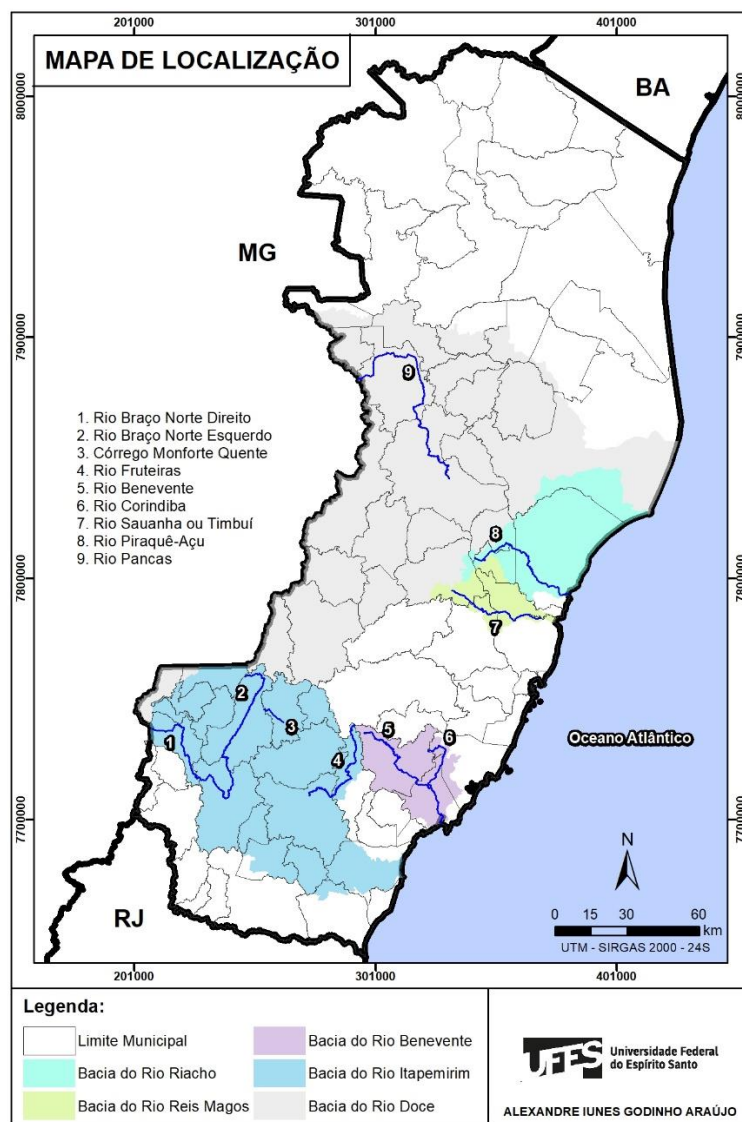 201000 301000 401000
MAPA DE LOCALIZAÇÃO
BA
8000000 8000000
MG
7900000 7900000
9
1. Rio Braço Norte Direito
2. Rio Braço Norte Esquerdo
3. Córrego Monforte Quente
4. Rio Fruteiras
5. Rio Benevente
6. Rio Corindiba
7. Rio Sauanha ou Timbuí
8. Rio Piraquê-Açu
9. Rio Pancas
8
7800000 7800000
7
2
3
1
4
5
6
Oceano Atlântico
7700000 7700000
N
RJ
0 15 30 60
km
UTM - SIRGAS 2000 - 24S
201000 301000 401000
Legenda:
Limite Municipal
Bacia do Rio Riacho
Bacia do Rio Reis Magos
Bacia do Rio Benevente
Bacia do Rio Itapemirim
Bacia do Rio Doce
UFES
Universidade Federal
do Espírito Santo
ALEXANDRE IUNES GODINHO ARAÚJO